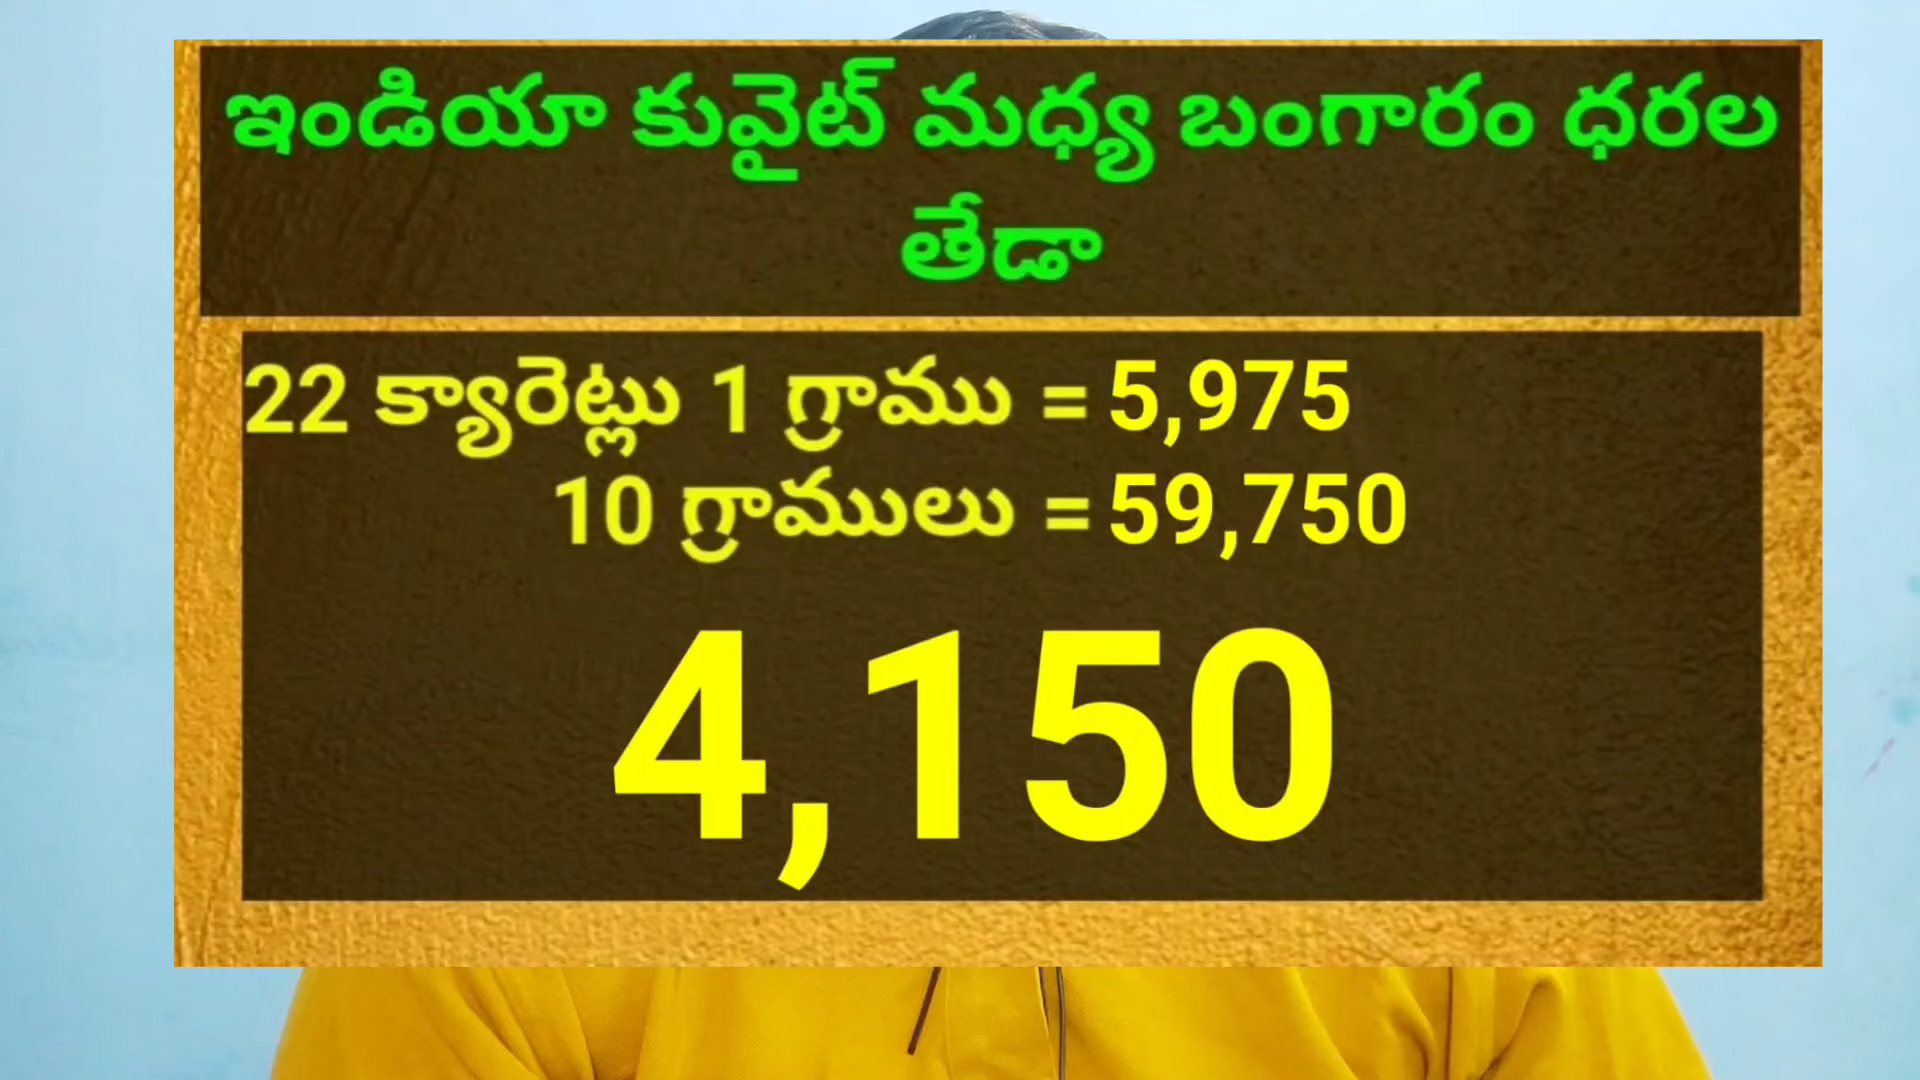 ఇండియా కువైట్ మధ్య బంగారం ధరల
తేడా
22 క్యారెట్లు 1 గ్రాము = 5,975
10 గ్రాములు = 59,750
4,150